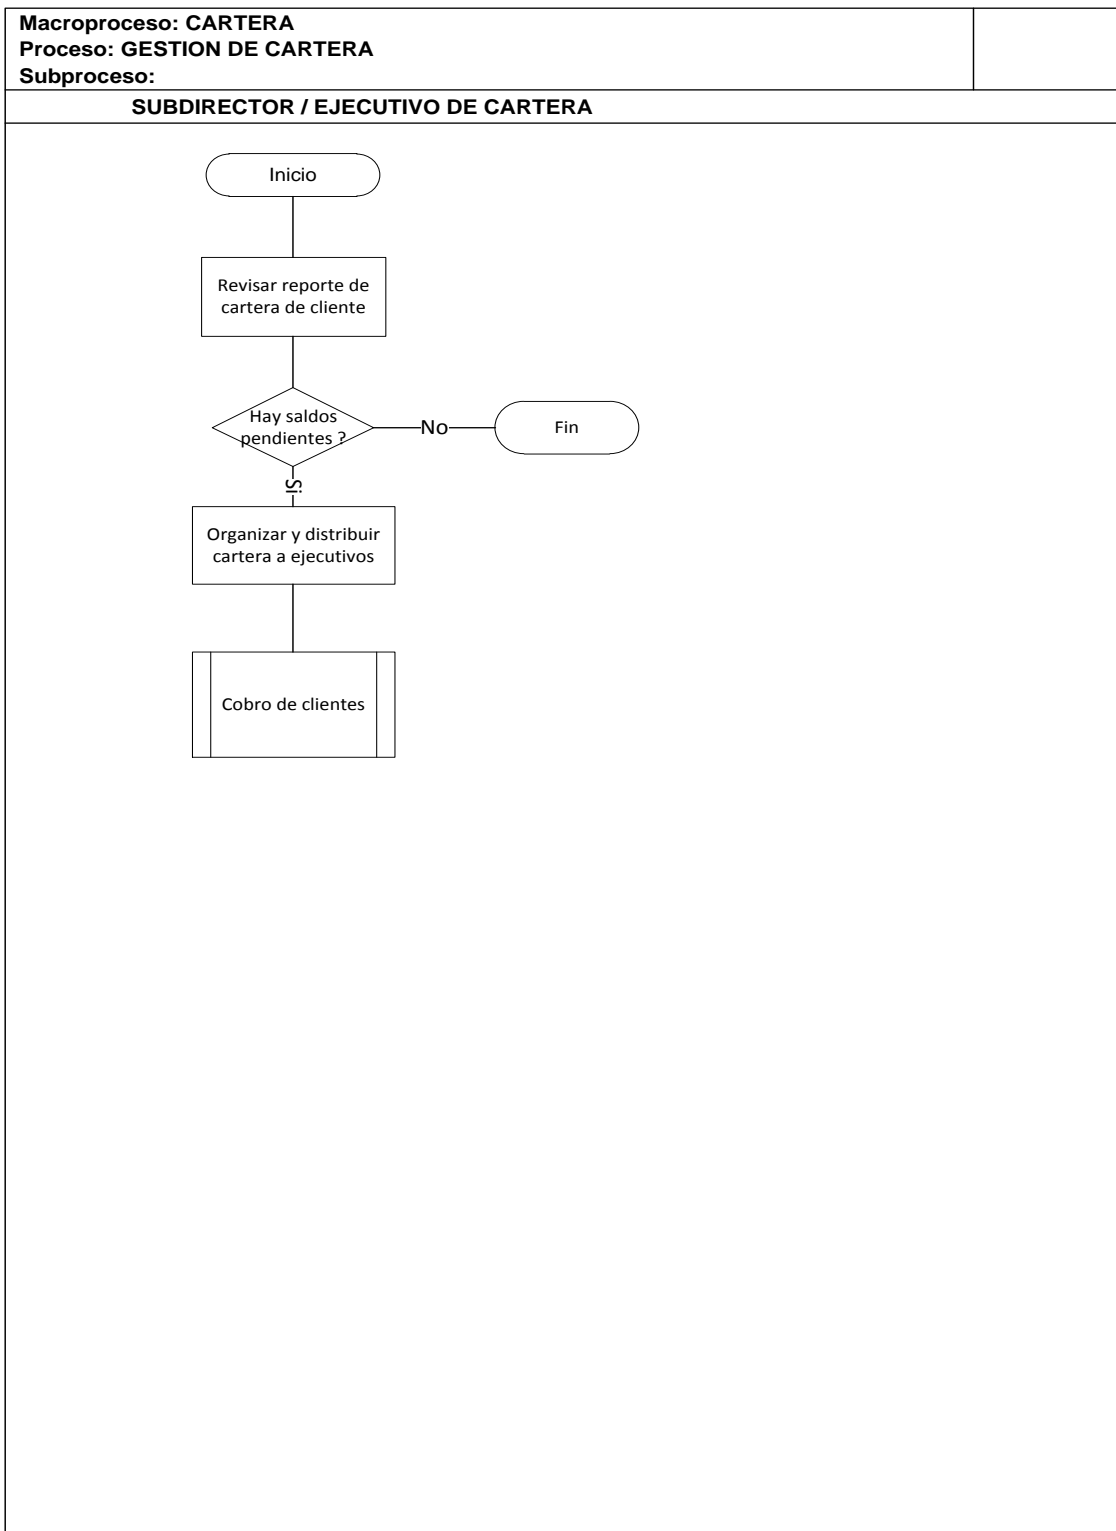 Macroproceso: CARTERA
Proceso: GESTION DE CARTERA
Subproceso:
SUBDIRECTOR / EJECUTIVO DE CARTERA
Inicio
Revisar reporte de
cartera de cliente
Hay saldos
pendientes ?
No
Fin
Si
Organizar y distribuir
cartera a ejecutivos
Cobro de clientes